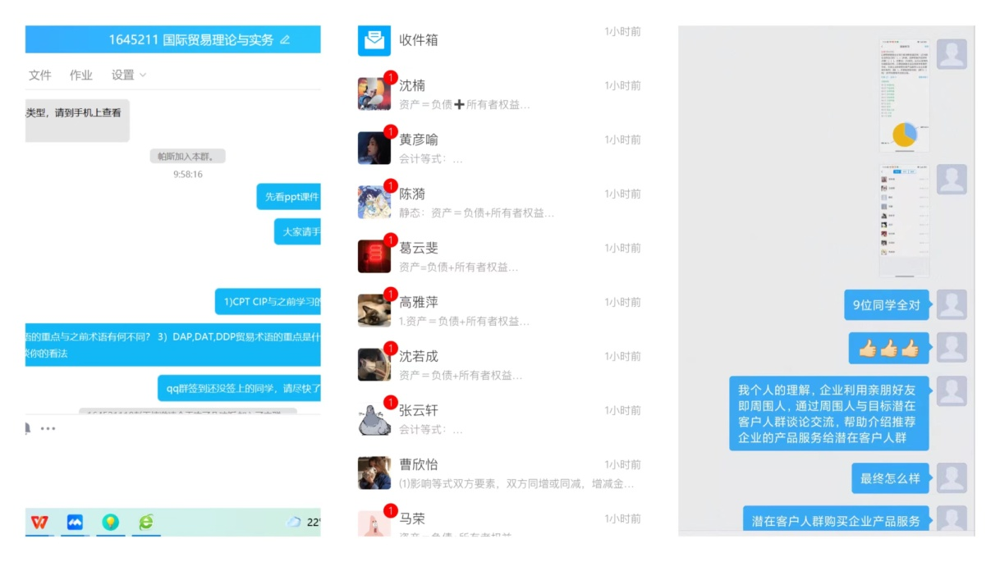 1645211 国际贸易理论与实务
文件 作业 设置
类型，请到手机上查看
帕斯加入本群。
9:58:16
先看ppt课件
大家请手
1)CPT CIP与之前学习的
语的重点与之前术语有何不同？ 3）DAP,DAT,DDP贸易术语的重点是什
谈你的看法
qq群签到还没签上的同学，请尽快了
22°
收件箱 1小时前
1
沈楠 1小时前
资产＝负债➕所有者权益...
1
黄彦喻 1小时前
会计等式：...
1
陈漪 1小时前
静态：资产＝负债+所有者权益...
1
葛云斐 1小时前
资产=负债+所有者权益...
1
高雅萍 1小时前
1.资产＝负债+所有者权益...
1
沈若成 1小时前
资产＝负债+所有者权益...
1
张云轩 1小时前
会计等式：...
曹欣怡 1小时前
(1)影响等式双方要素，双方同增或同减，增减金...
1
马荣 1小时前
资产＝负债+所有者权益
9位同学全对
👍👍👍
我个人的理解，企业利用亲朋好友
即周围人，通过周围人与目标潜在
客户人群谈论交流，帮助介绍推荐
企业的产品服务给潜在客户人群
最终怎么样
潜在客户人群购买企业产品服务